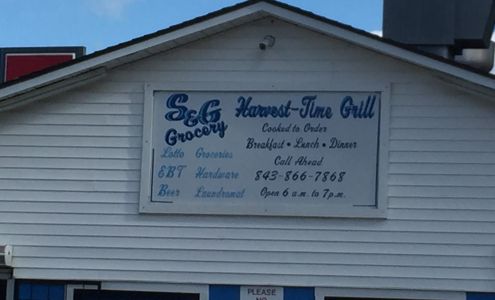 S&G Grocery
Lotto Groceries
EBT Hardware
Beer Laundromat
Harvest-Time Grill
Cooked to Order
Breakfast • Lunch • Dinner
Call Ahead
843-866-7868
Open 6 a.m. to 7 p.m.
PLEASE
NO